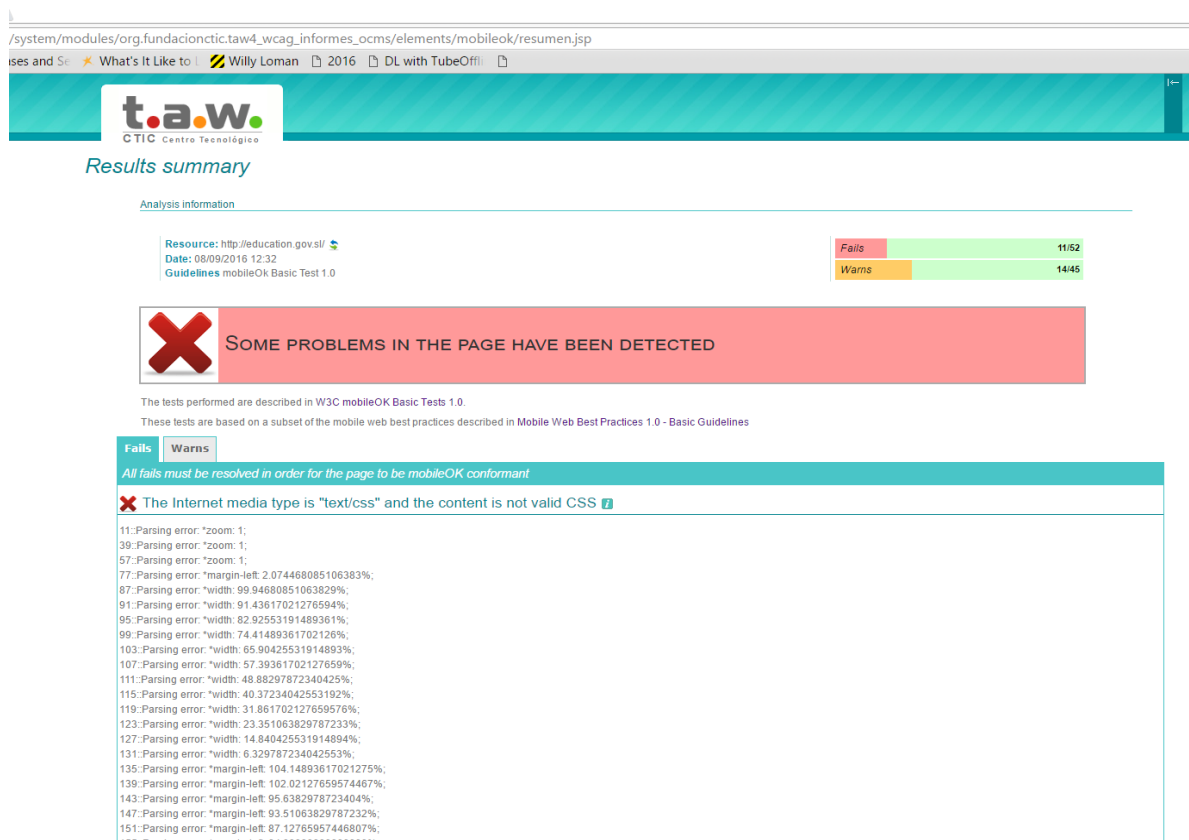 /system/modules/org.fundacionctic.taw4_wcag_informes_ocms/elements/mobileok/resumen.jsp
ases and Se What's It Like to L Willy Loman 2016 DL with TubeOffli
t.a.w.
CTIC Centro Tecnológico
Results summary
Analysis information
Resource: http://education.gov.sl/
Date: 08/09/2016 12:32
Guidelines mobileOk Basic Test 1.0
Fails 11/52
Warns 14/45
SOME PROBLEMS IN THE PAGE HAVE BEEN DETECTED
The tests performed are described in W3C mobileOK Basic Tests 1.0.
These tests are based on a subset of the mobile web best practices described in Mobile Web Best Practices 1.0 - Basic Guidelines
Fails Warns
All fails must be resolved in order for the page to be mobileOK conformant
The Internet media type is "text/css" and the content is not valid CSS
11::Parsing error: *zoom: 1;
39::Parsing error: *zoom: 1;
57::Parsing error: *zoom: 1;
77::Parsing error: *margin-left: 2.074468085106383%;
87::Parsing error: *width: 99.94680851063829%;
91::Parsing error: *width: 91.43617021276594%;
95::Parsing error: *width: 82.92553191489361%;
99::Parsing error: *width: 74.41489361702126%;
103::Parsing error: *width: 65.90425531914893%;
107::Parsing error: *width: 57.39361702127659%;
111::Parsing error: *width: 48.88297872340425%;
115::Parsing error: *width: 40.37234042553192%;
119::Parsing error: *width: 31.861702127659576%;
123::Parsing error: *width: 23.351063829787233%;
127::Parsing error: *width: 14.840425531914894%;
131::Parsing error: *width: 6.329787234042553%;
135::Parsing error: *margin-left: 104.14893617021275%;
139::Parsing error: *margin-left: 102.02127659574467%;
143::Parsing error: *margin-left: 95.6382978723404%;
147::Parsing error: *margin-left: 93.51063829787232%;
151::Parsing error: *margin-left: 87.12765957446807%;